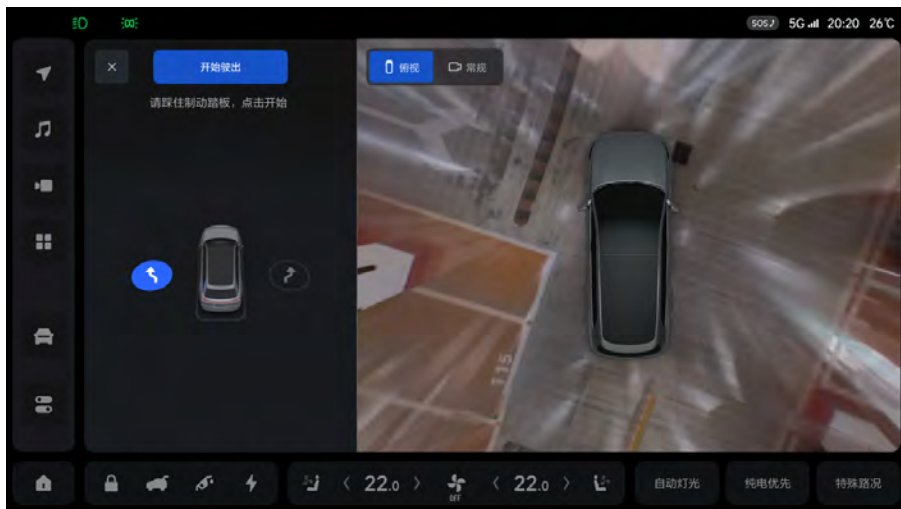 SOS 5G 20:20 26℃
× 开始驶出
请踩住制动踏板，点击开始
俯视 常规
115
22.0 OFF 22.0
自动灯光 纯电优先 特殊路况